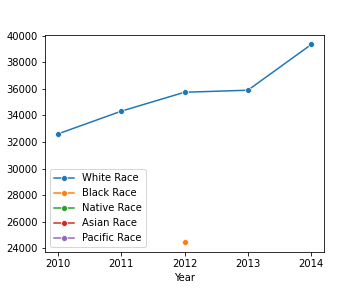 40000
38000
36000
34000
32000
30000
28000
26000
24000
White Race
Black Race
Native Race
Asian Race
Pacific Race
2010 2011 2012 2013 2014
Year